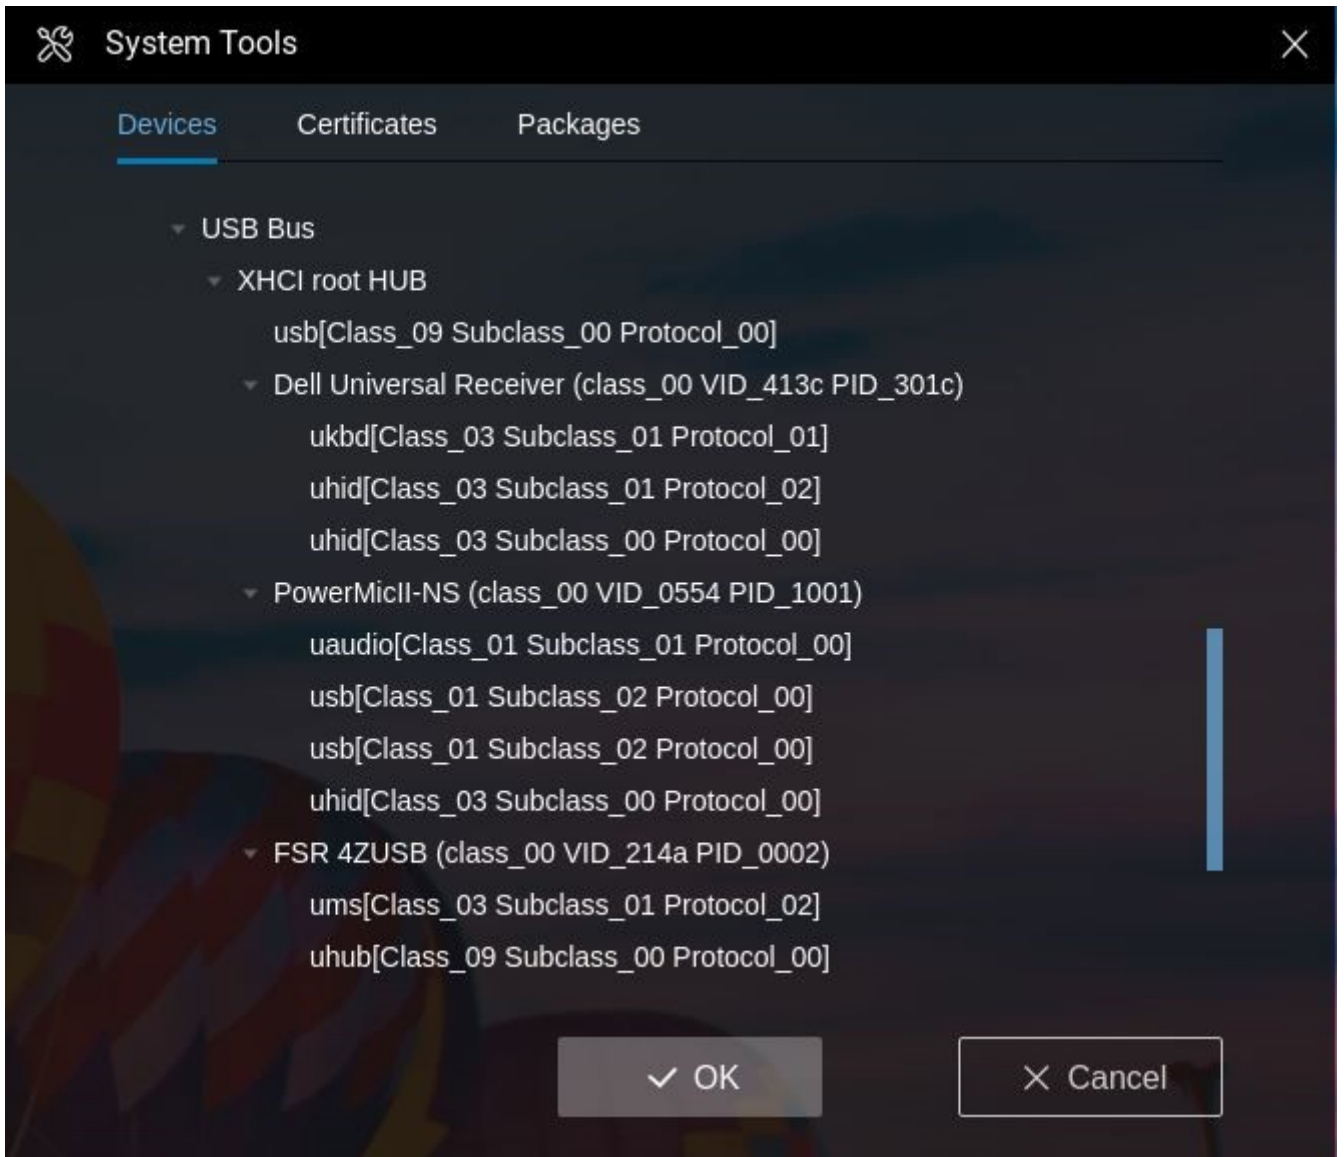 System Tools
Devices Certificates Packages
USB Bus
XHCI root HUB
usb[Class_09 Subclass_00 Protocol_00]
Dell Universal Receiver (class_00 VID_413c PID_301c)
ukbd[Class_03 Subclass_01 Protocol_01]
uhid[Class_03 Subclass_01 Protocol_02]
uhid[Class_03 Subclass_00 Protocol_00]
PowerMicII-NS (class_00 VID_0554 PID_1001)
uaudio[Class_01 Subclass_01 Protocol_00]
usb[Class_01 Subclass_02 Protocol_00]
usb[Class_01 Subclass_02 Protocol_00]
uhid[Class_03 Subclass_00 Protocol_00]
FSR 4ZUSB (class_00 VID_214a PID_0002)
ums[Class_03 Subclass_01 Protocol_02]
uhub[Class_09 Subclass_00 Protocol_00]
OK Cancel